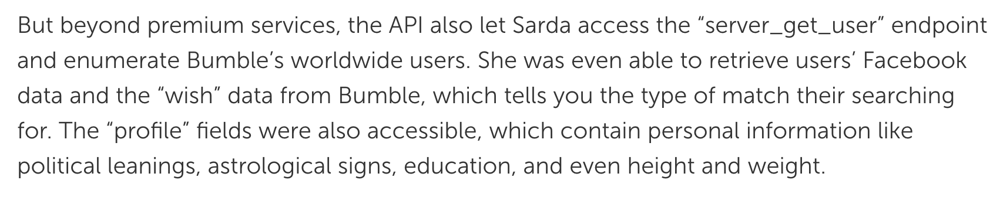 But beyond premium services, the API also let Sarda access the “server_get_user” endpoint
and enumerate Bumble’s worldwide users. She was even able to retrieve users’ Facebook
data and the “wish” data from Bumble, which tells you the type of match their searching
for. The “profile” fields were also accessible, which contain personal information like
political leanings, astrological signs, education, and even height and weight.